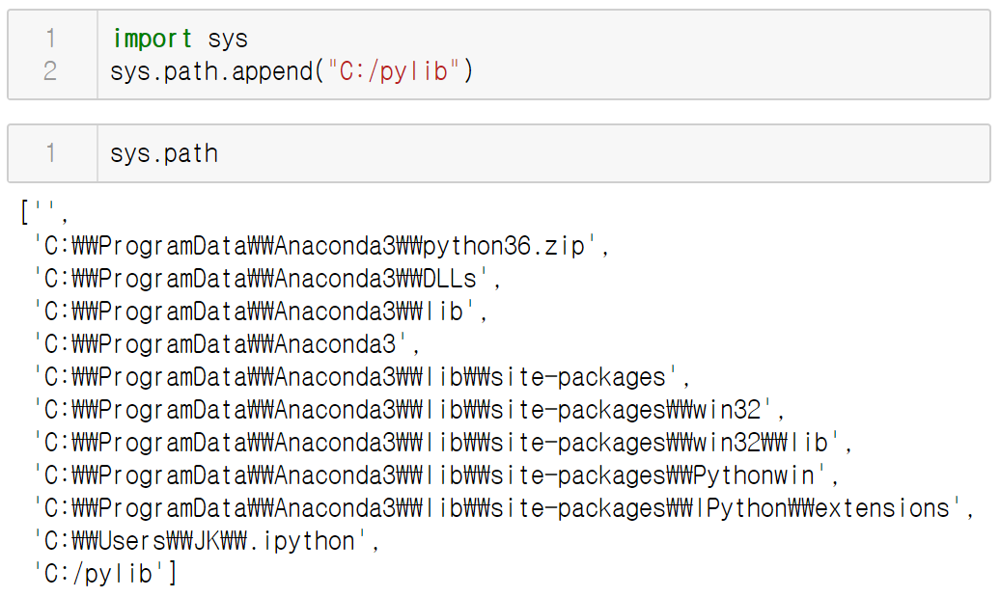 1 import sys
2 sys.path.append("C:/pylib")
1 sys.path
['',
'C:₩₩ProgramData₩₩Anaconda3₩₩python36.zip',
'C:₩₩ProgramData₩₩Anaconda3₩₩DLLs',
'C:₩₩ProgramData₩₩Anaconda3₩₩lib',
'C:₩₩ProgramData₩₩Anaconda3',
'C:₩₩ProgramData₩₩Anaconda3₩₩lib₩₩site-packages',
'C:₩₩ProgramData₩₩Anaconda3₩₩lib₩₩site-packages₩₩win32',
'C:₩₩ProgramData₩₩Anaconda3₩₩lib₩₩site-packages₩₩win32₩₩lib',
'C:₩₩ProgramData₩₩Anaconda3₩₩lib₩₩site-packages₩₩Pythonwin',
'C:₩₩ProgramData₩₩Anaconda3₩₩lib₩₩site-packages₩₩IPython₩₩extensions',
'C:₩₩Users₩₩JK₩₩.ipython',
'C:/pylib']